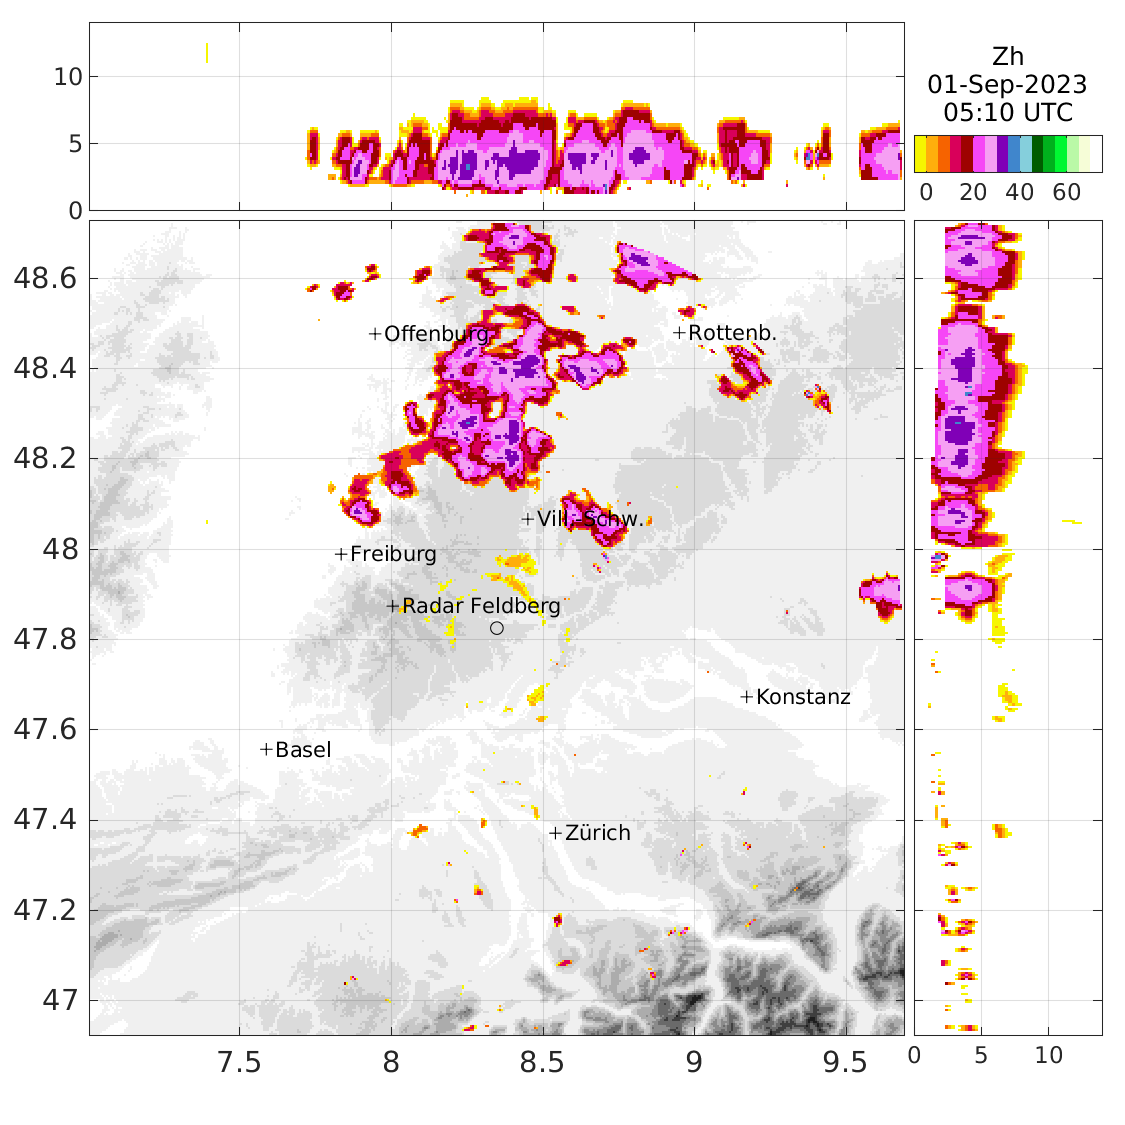 10
5
0
Zh
01-Sep-2023
05:10 UTC
0 20 40 60
48.6
48.4
48.2
48
47.8
47.6
47.4
47.2
47
+Offenburg
+Rottenb.
+Vill.-Schw.
+Freiburg
+Radar Feldberg
+Konstanz
+Basel
+Zürich
7.5 8 8.5 9 9.5
0 5 10